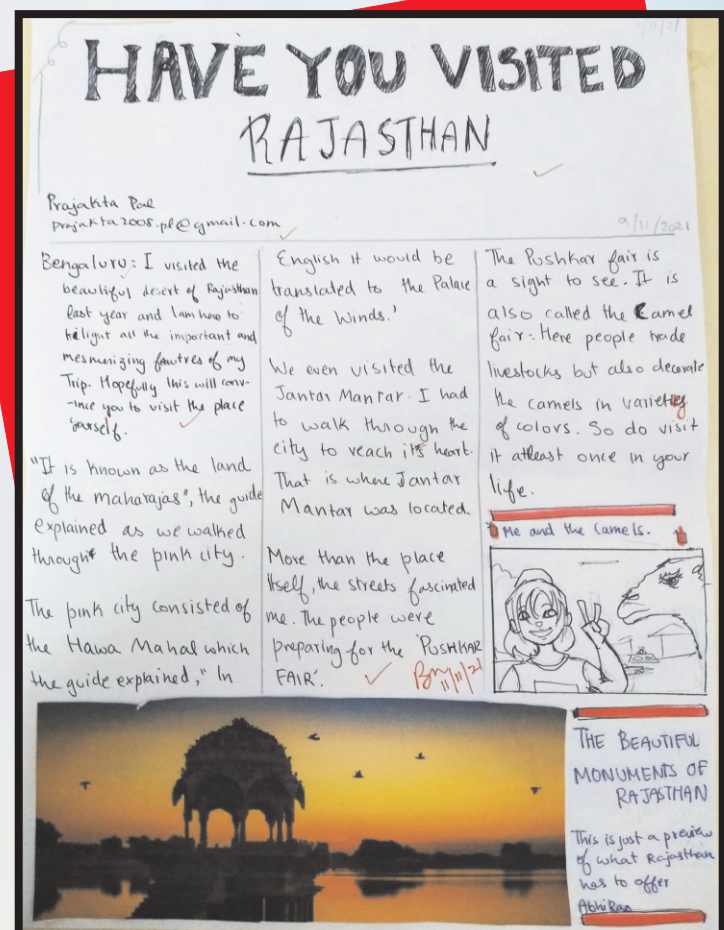 HAVE YOU VISITED
RAJASTHAN
Prajakta Pal
prajakta2008.pl@gmail.com
9/11/2021
Bengaluru: I visited the
beautiful desert of Rajasthan
last year and I am here to
hiligut all the important and
mesmerizing feautres of my
Trip. Hopefully this will conv-
-ince you to visit the place
yourself.
"It is known as the land
of the maharajas", the guide
explained as we walked
through the pink city.
The pink city consisted of
the Hawa Mahal which
the guide explained," In
English it would be
translated to the Palace
of the Winds.'
We even visited the
Jantar Mantar. I had
to walk through the
city to reach it's heart.
That is where Jantar
Mantar was located.
More than the place
itself, the streets fascinated
me. The people were
preparing for the 'PUSHKAR
FAIR'.
11/11/21
The Pushkar fair is
a sight to see. It is
also called the Camel
fair. Here people trade
livestocks but also decorate
the camels in variety
of colors. So do visit
it atleast once in your
life.
Me and the Camels.
THE BEAUTIFUL
MONUMENTS OF
RAJASTHAN
This is just a preview
of what Rajasthan
has to offer
Abhi Rao